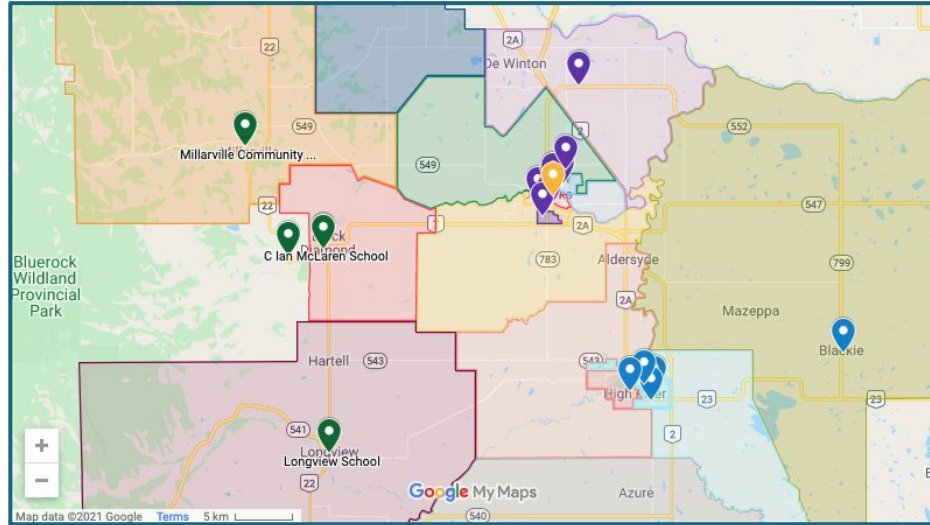 22
2A
De Winton
549
2
552
Millarville Community ...
549
22
7
2A
547
C Ian McLaren School
783
Aldersyde
799
Bluerock
Wildland
Provincial
Park
2A
Mazeppa
Hartell
543
543
Blackie
High River
23
23
541
2
Longview School
22
Google My Maps
Azure
540
+
−
Map data ©2021 Google Terms 5 km